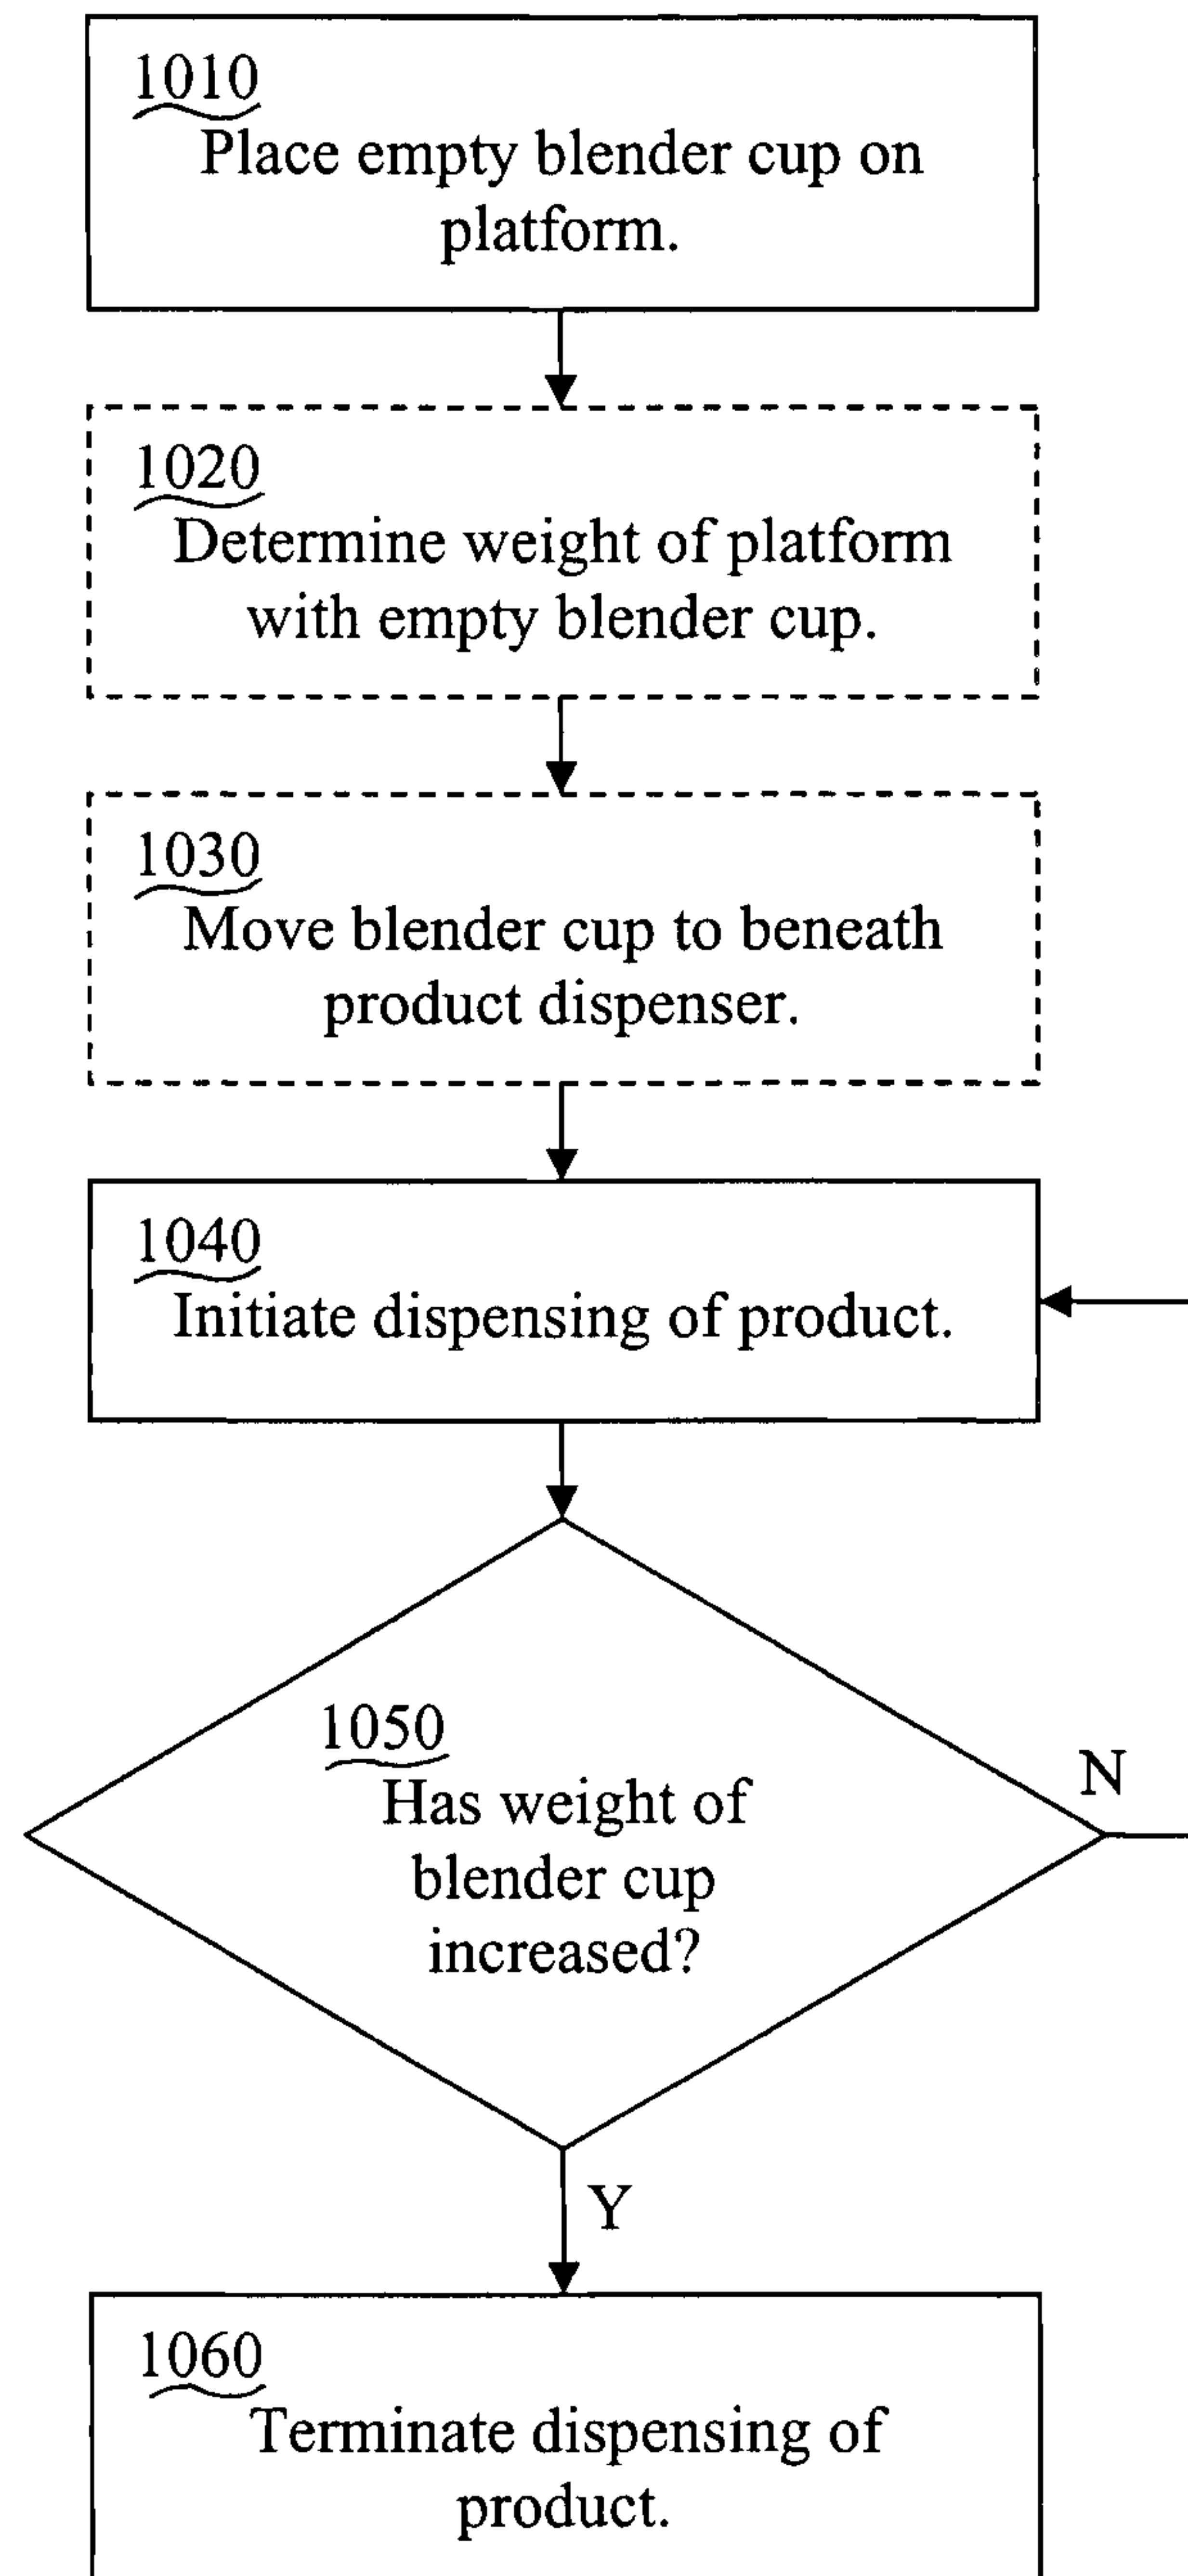 1010
Place empty blender cup on
platform.
1020
Determine weight of platform
with empty blender cup.
1030
Move blender cup to beneath
product dispenser.
1040
Initiate dispensing of product.
1050
Has weight of
blender cup
increased?
N
Y
1060
Terminate dispensing of
product.